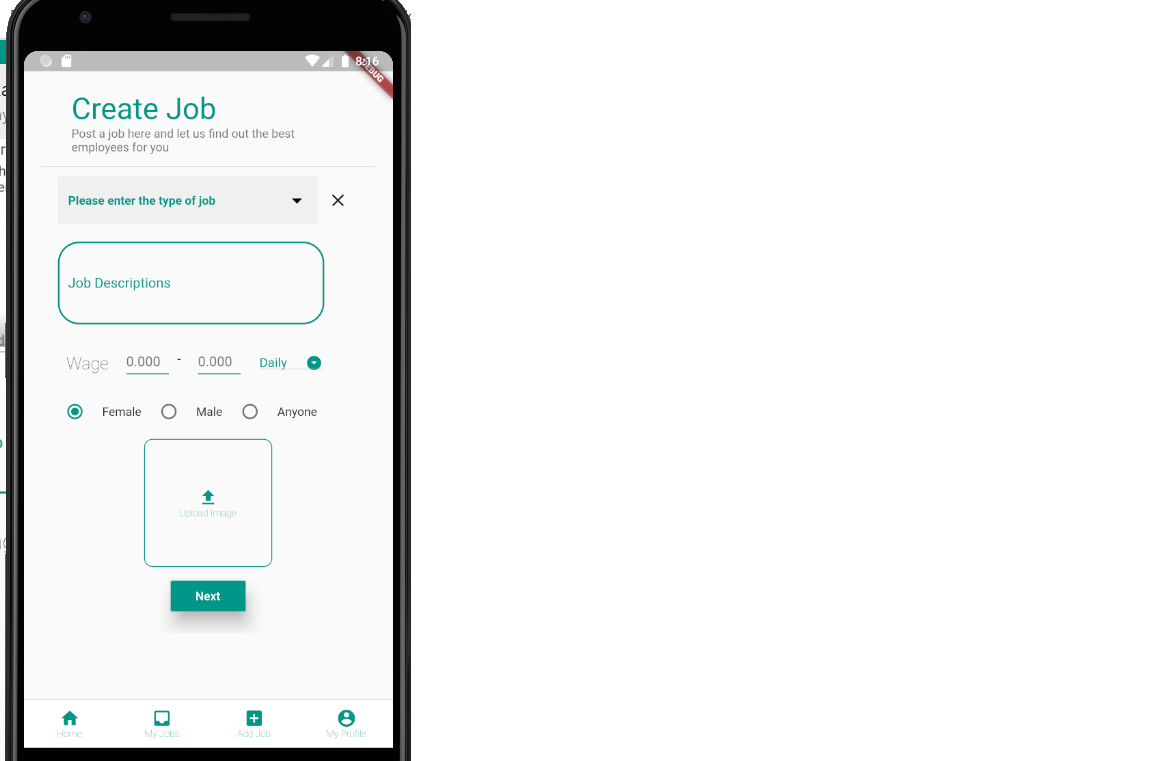 8:16
DEBUG
Create Job
Post a job here and let us find out the best
employees for you
Please enter the type of job
Job Descriptions
Wage 0.000 - 0.000 Daily
Female Male Anyone
Upload Image
Next
Home My Jobs Add Job My Profile